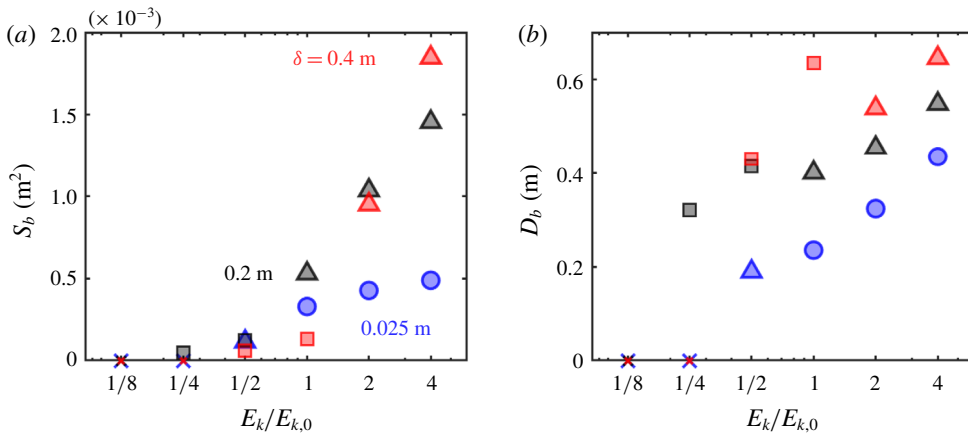 (a)
(× 10⁻³)
2.0
1.5
1.0
0.5
0
S_b (m²)
δ = 0.4 m
0.2 m
0.025 m
1/8 1/4 1/2 1 2 4
E_k/E_{k,0}
(b)
0.6
0.4
0.2
0
D_b (m)
1/8 1/4 1/2 1 2 4
E_k/E_{k,0}